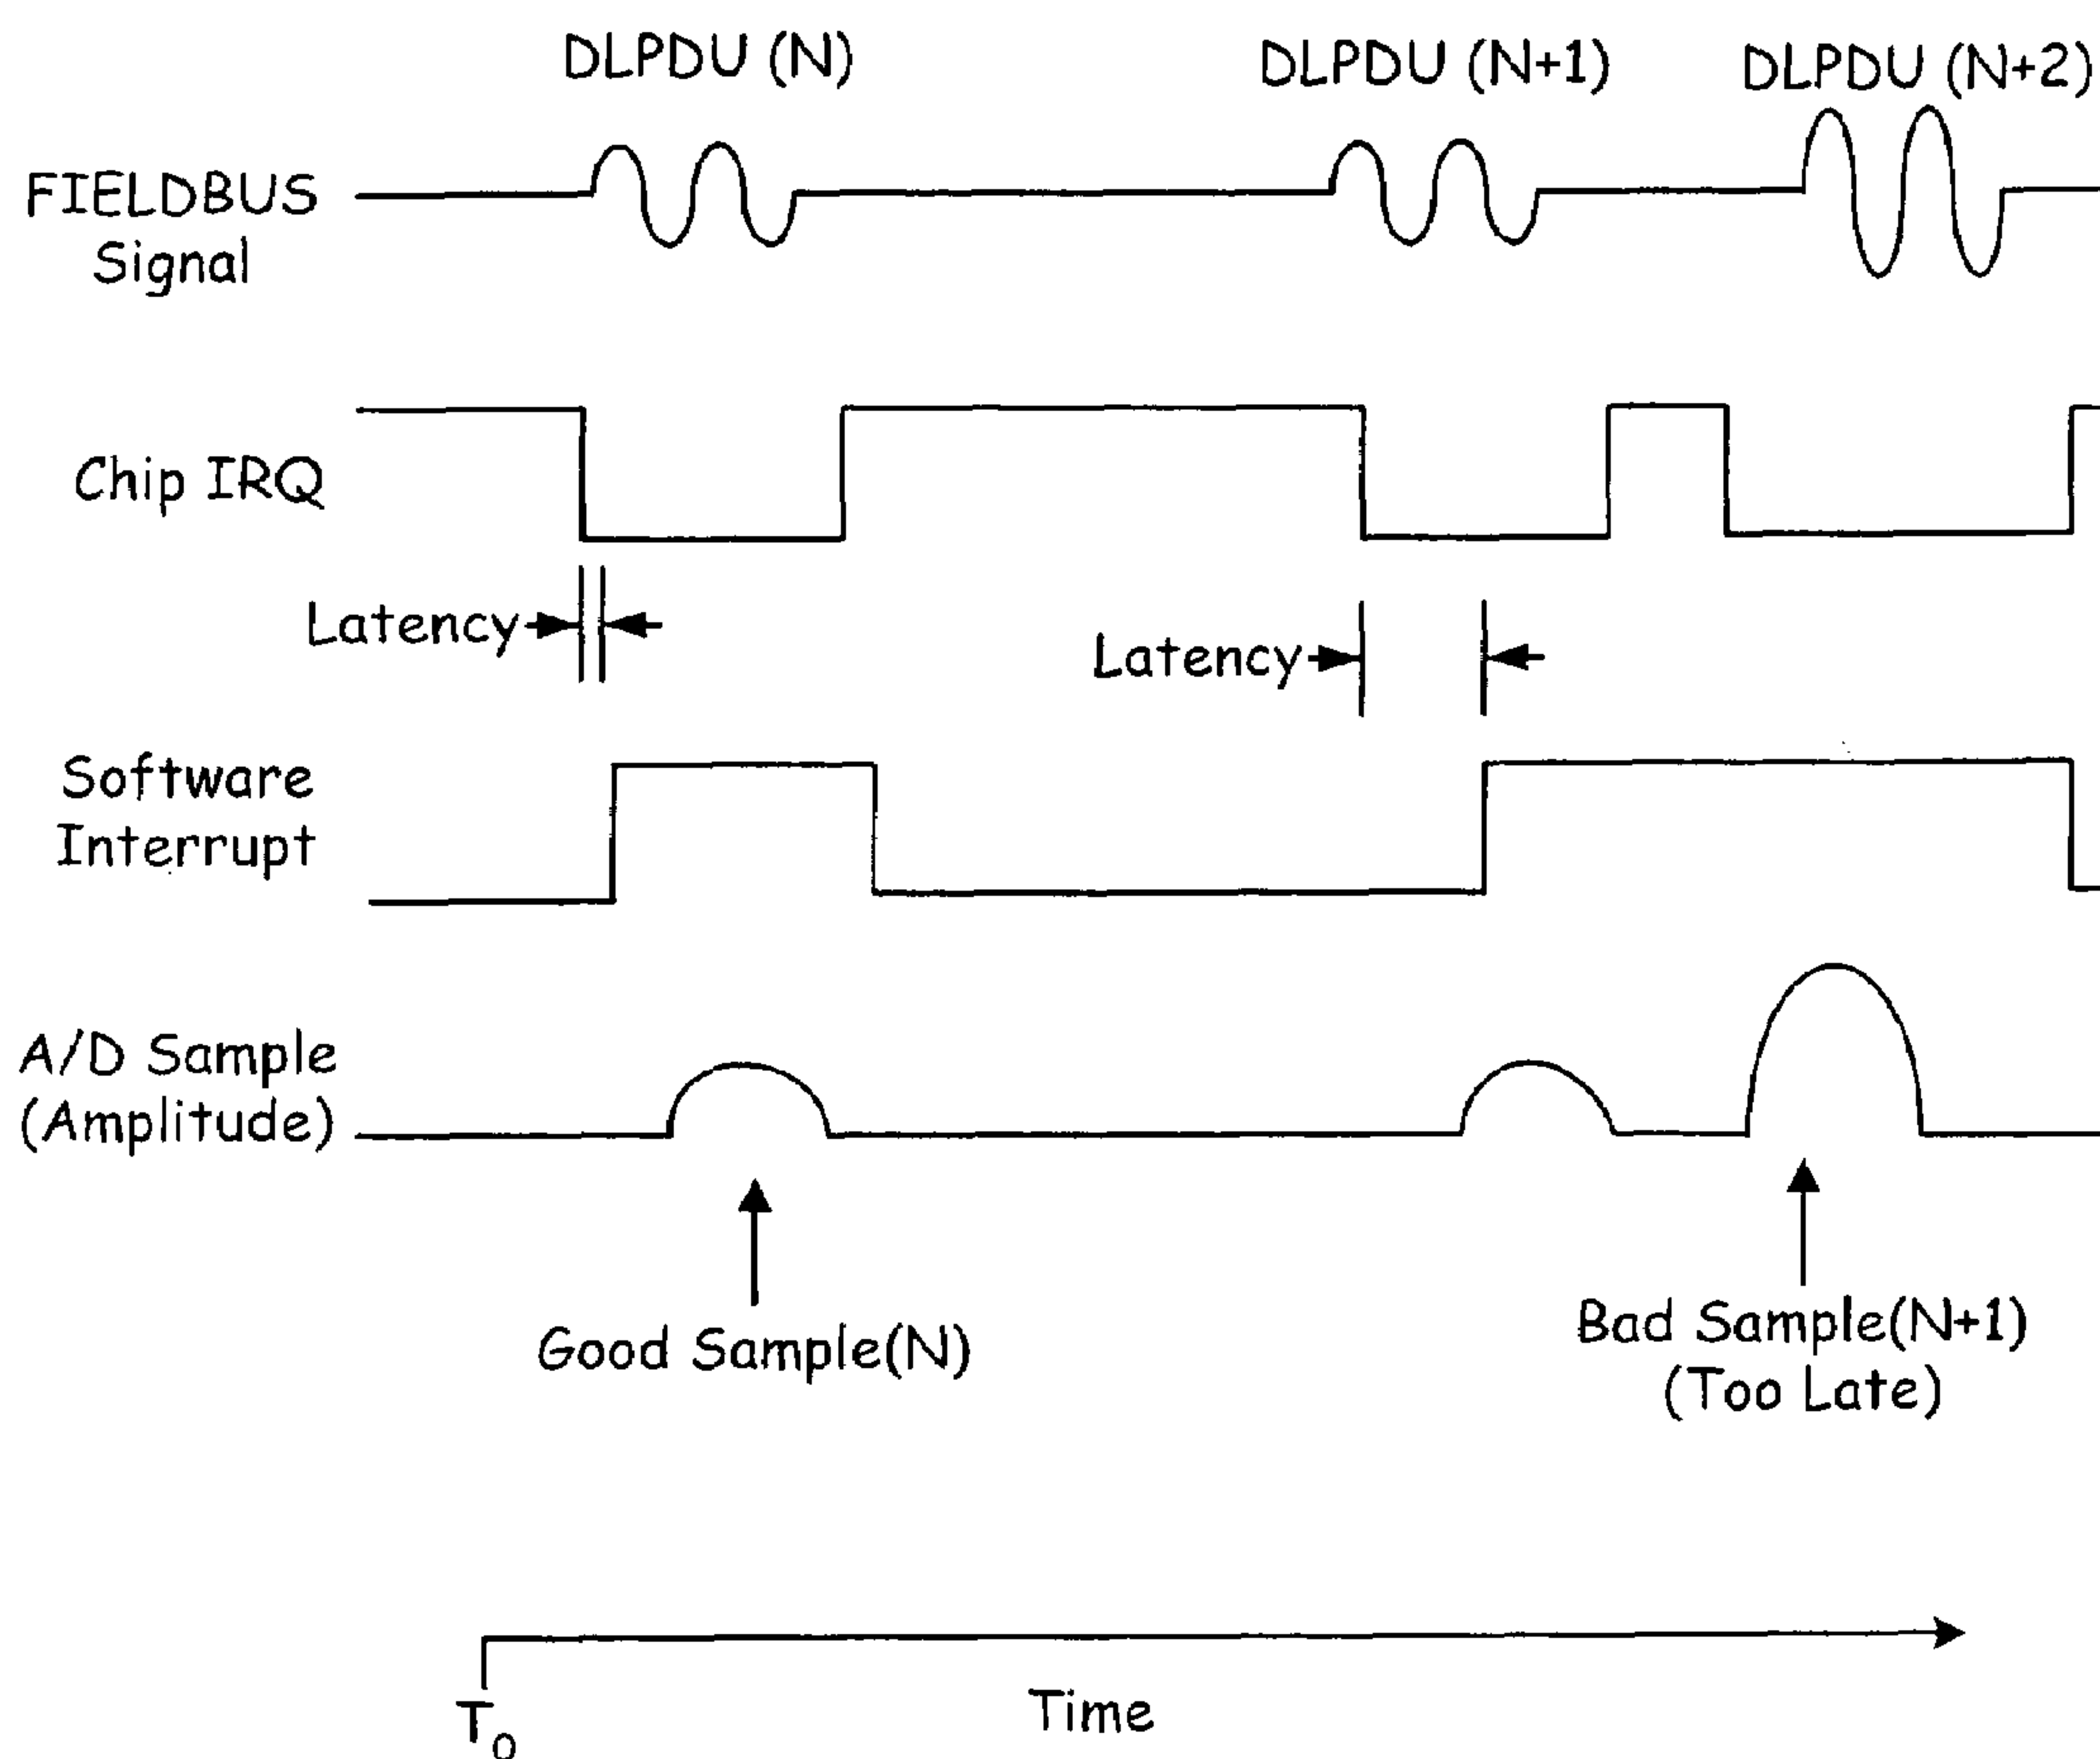 DLPDU (N)
DLPDU (N+1)
DLPDU (N+2)
FIELDBUS
Signal
Chip IRQ
Latency
Latency
Software
Interrupt
A/D Sample
(Amplitude)
Good Sample(N)
Bad Sample(N+1)
(Too Late)
T0
Time